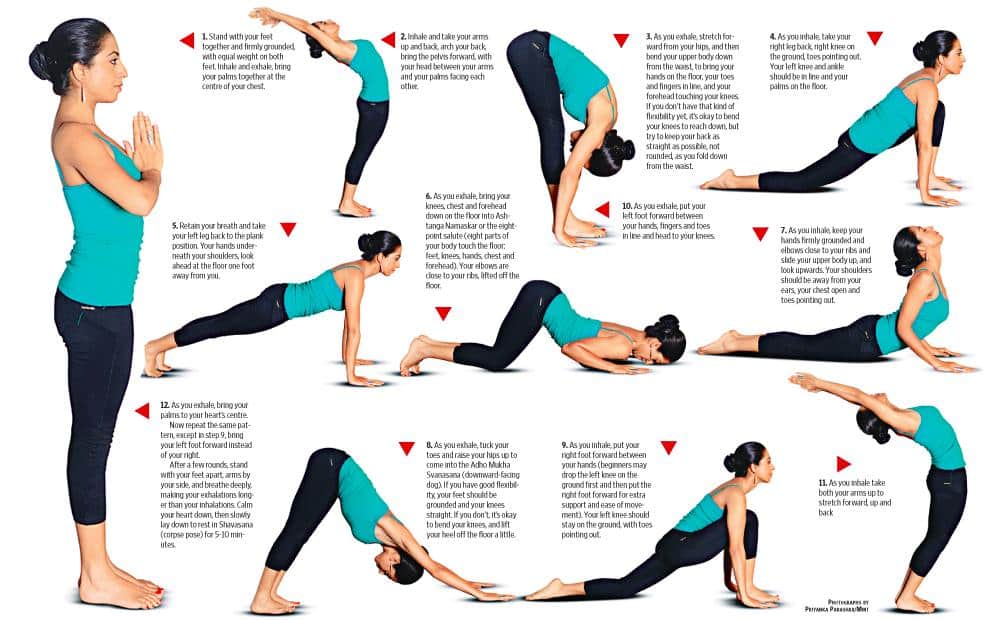 1. Stand with your feet
together and firmly grounded,
with equal weight on both
feet. Inhale and exhale, bring
your palms together at the
centre of your chest.
2. Inhale and take your arms
up and back, arch your back,
bring the pelvis forward, with
your head between your arms
and your palms facing each
other.
3. As you exhale, stretch for-
ward from your hips, and then
bend your upper body down
from the waist, to bring your
hands on the floor, your toes
and fingers in line, and your
forehead touching your knees.
If you don't have that kind of
flexibility yet, it's okay to bend
your knees to reach down, but
try to keep your back as
straight as possible, not
rounded, as you fold down
from the waist.
4. As you inhale, take your
right leg back, right knee on
the ground, toes pointing out.
Your left knee and ankle
should be in line and your
palms on the floor.
5. Retain your breath and take
your left leg back to the plank
position. Your hands under-
neath your shoulders, look
ahead at the floor one foot
away from you.
6. As you exhale, bring your
knees, chest and forehead
down on the floor into Ash-
tanga Namaskar or the eight-
point salute (eight parts of
your body touch the floor:
feet, knees, hands, chest and
forehead). Your elbows are
close to your ribs, lifted off the
floor.
10. As you exhale, put your
left foot forward between
your hands, fingers and toes
in line and head to your knees.
7. As you inhale, keep your
hands firmly grounded and
elbows close to your ribs and
slide your upper body up, and
look upwards. Your shoulders
should be away from your
ears, your chest open and
toes pointing out.
12. As you exhale, bring your
palms to your heart's centre.
Now repeat the same pat-
tern, except in step 9, bring
your left foot forward instead
of your right.
After a few rounds, stand
with your feet apart, arms by
your side, and breathe deeply,
making your exhalations long-
er than your inhalations. Calm
your heart down, then slowly
lay down to rest in Shavasana
(corpse pose) for 5-10 min-
utes.
8. As you exhale, tuck your
toes and raise your hips up to
come into the Adho Mukha
Svanasana (downward-facing
dog). If you have good flexibil-
ity, your feet should be
grounded and your knees
straight. If you don't, it's okay
to bend your knees, and lift
your heel off the floor a little.
9. As you inhale, put your
right foot forward between
your hands (beginners may
drop the left knee on the
ground first and then put the
right foot forward for extra
support and ease of move-
ment). Your left knee should
stay on the ground, with toes
pointing out.
11. As you inhale take
both your arms up to
stretch forward, up and
back
PHOTOGRAPHS BY
PRIYANKA PARASHAR/MINT